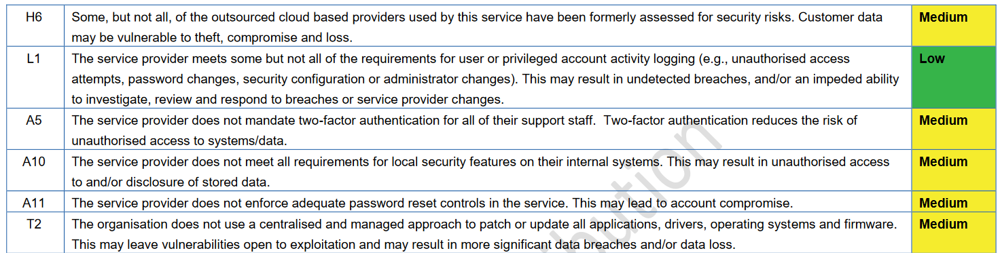 H6 Some, but not all, of the outsourced cloud based providers used by this service have been formerly assessed for security risks. Customer data Medium
may be vulnerable to theft, compromise and loss.
L1 The service provider meets some but not all of the requirements for user or privileged account activity logging (e.g., unauthorised access Low
attempts, password changes, security configuration or administrator changes). This may result in undetected breaches, and/or an impeded ability
to investigate, review and respond to breaches or service provider changes.
A5 The service provider does not mandate two-factor authentication for all of their support staff.  Two-factor authentication reduces the risk of Medium
unauthorised access to systems/data.
A10 The service provider does not meet all requirements for local security features on their internal systems. This may result in unauthorised access Medium
to and/or disclosure of stored data.
A11 The service provider does not enforce adequate password reset controls in the service. This may lead to account compromise. Medium
T2 The organisation does not use a centralised and managed approach to patch or update all applications, drivers, operating systems and firmware. Medium
This may leave vulnerabilities open to exploitation and may result in more significant data breaches and/or data loss.